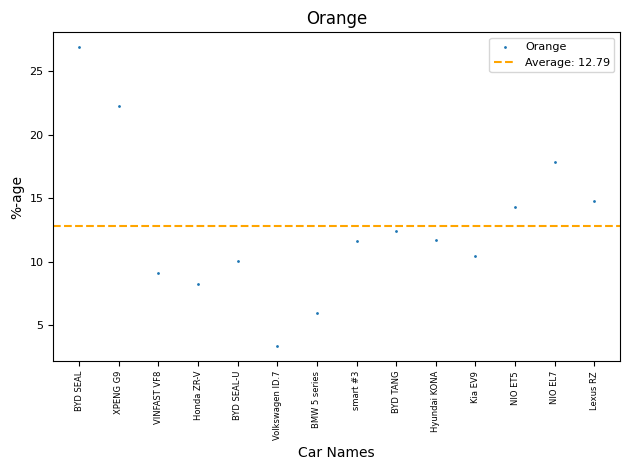 Orange
Orange
Average: 12.79
%-age
25
20
15
10
5
BYD SEAL
XPENG G9
VINFAST VF8
Honda ZR-V
BYD SEAL-U
Volkswagen ID.7
BMW 5 series
smart #3
BYD TANG
Hyundai KONA
Kia EV9
NIO ET5
NIO EL7
Lexus RZ
Car Names